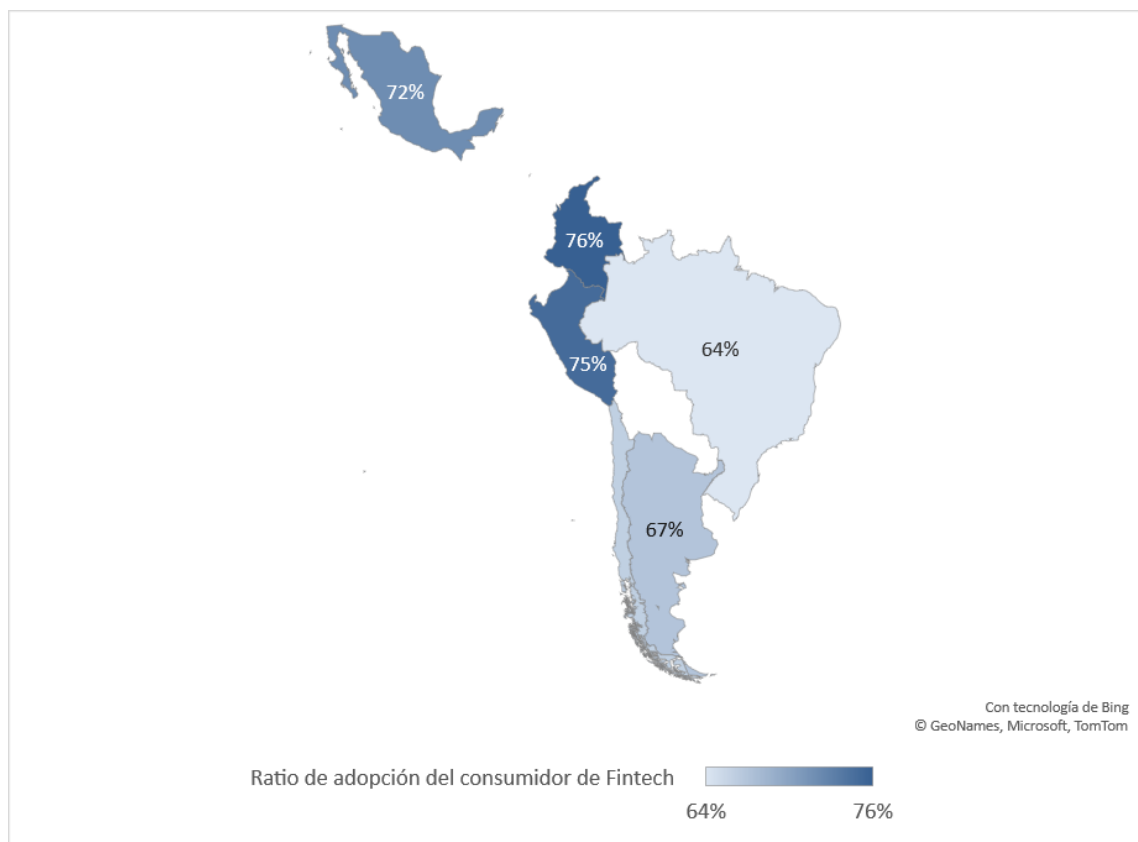 72%
76%
64%
75%
67%
Con tecnología de Bing
© GeoNames, Microsoft, TomTom
Ratio de adopción del consumidor de Fintech
64%
76%